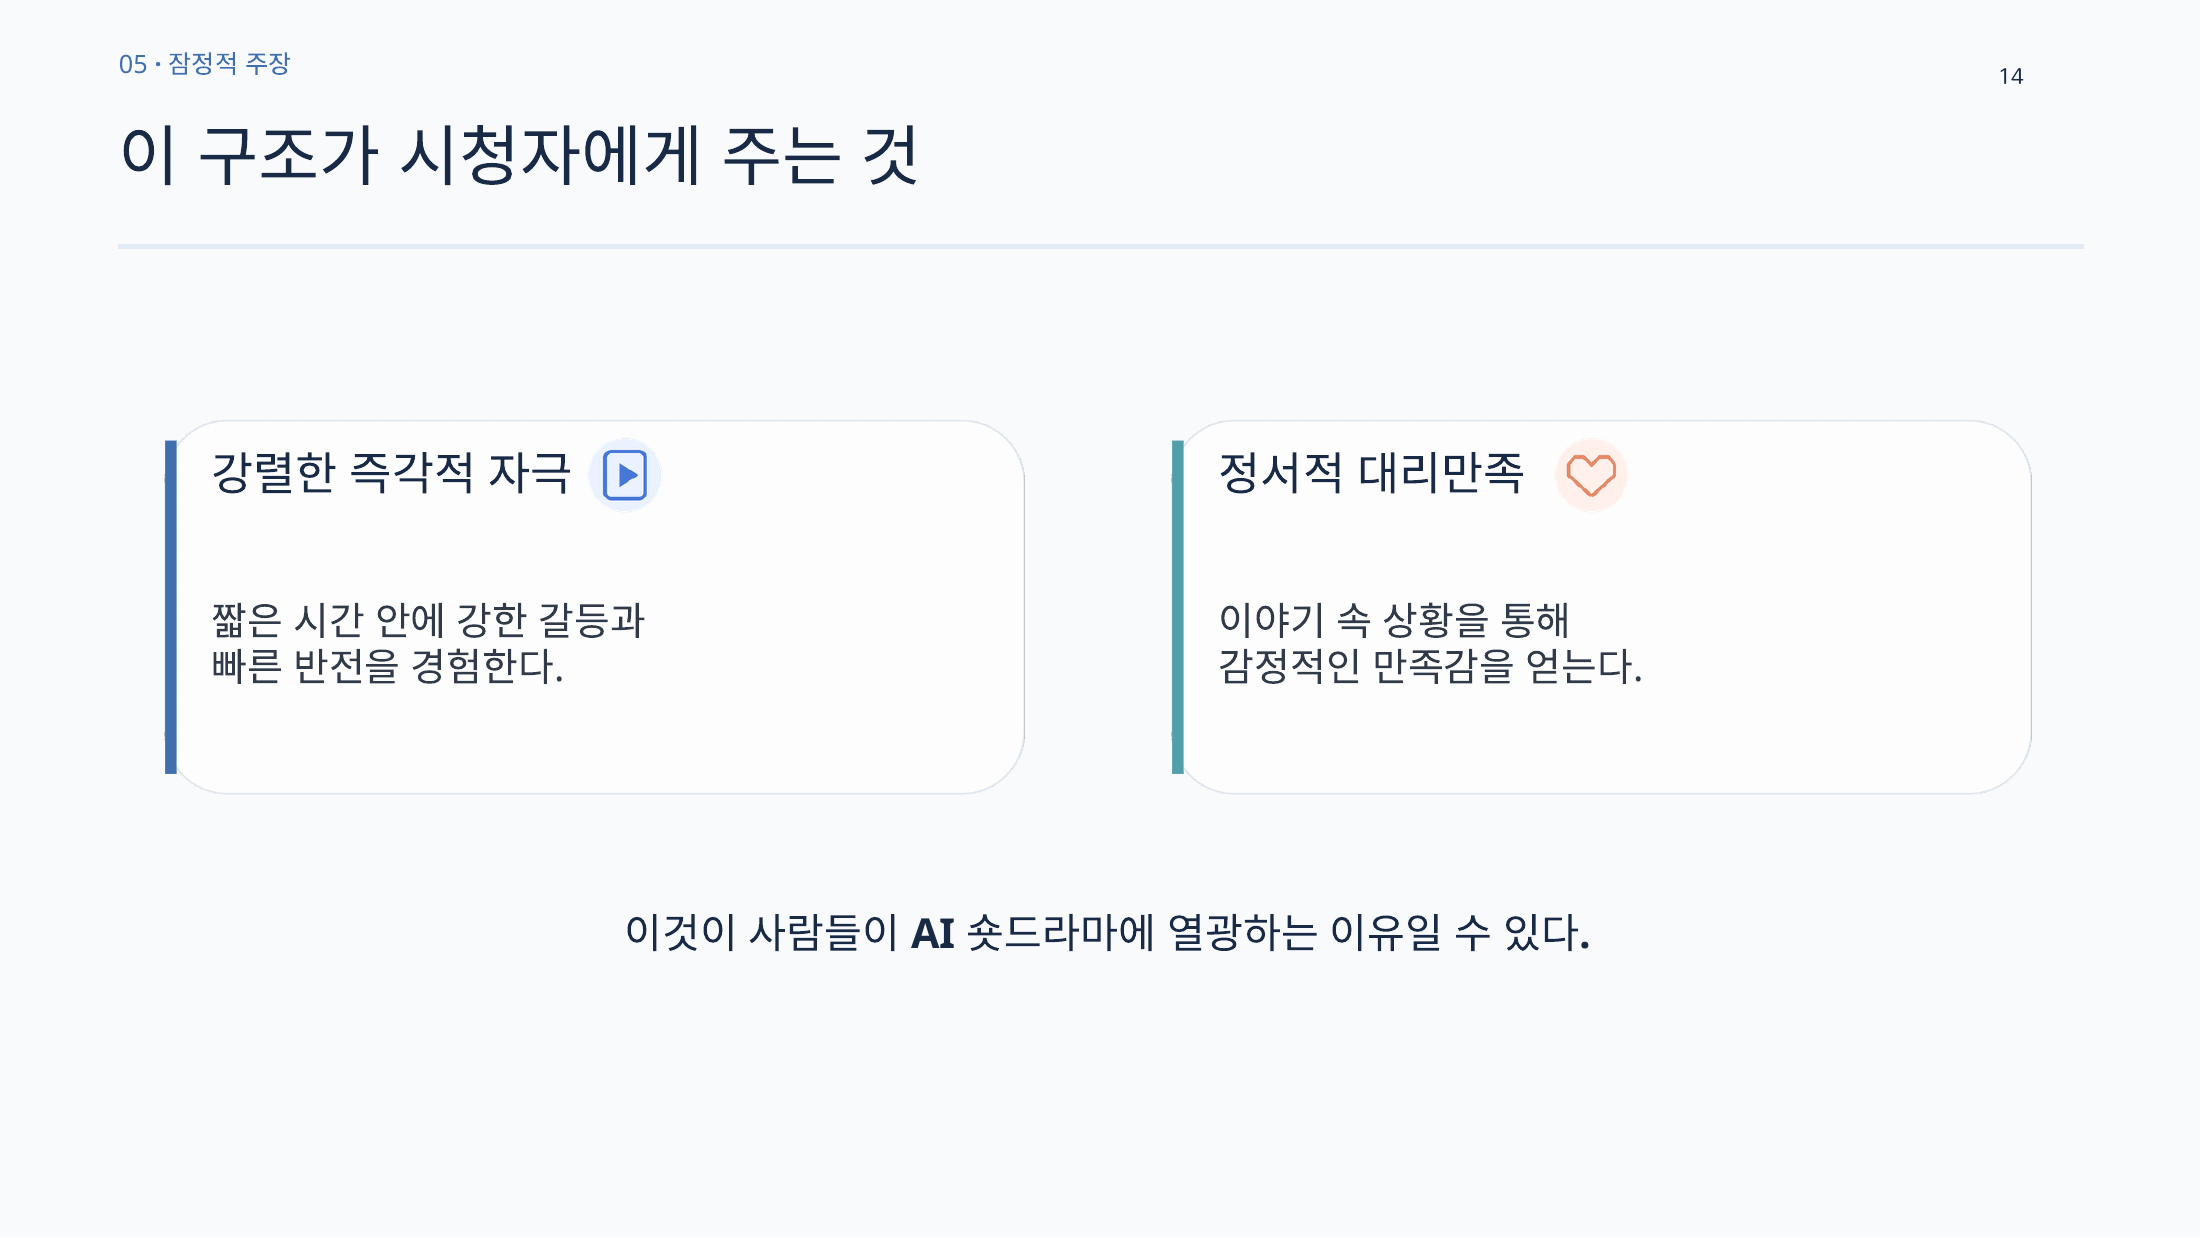 05 · 잠정적 주장
14
이 구조가 시청자에게 주는 것
강렬한 즉각적 자극
짧은 시간 안에 강한 갈등과
빠른 반전을 경험한다.
정서적 대리만족
이야기 속 상황을 통해
감정적인 만족감을 얻는다.
이것이 사람들이 AI 숏드라마에 열광하는 이유일 수 있다.